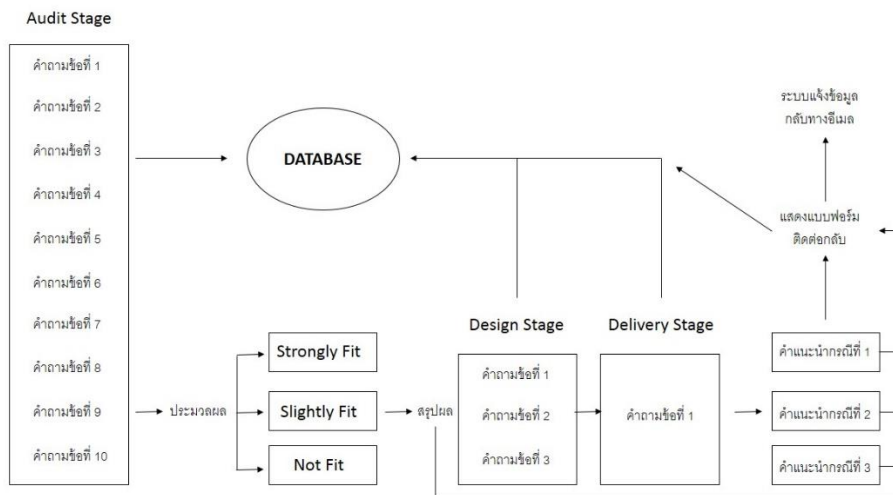 Audit Stage
คำถามข้อที่ 1
คำถามข้อที่ 2
คำถามข้อที่ 3
คำถามข้อที่ 4
คำถามข้อที่ 5
คำถามข้อที่ 6
คำถามข้อที่ 7
คำถามข้อที่ 8
คำถามข้อที่ 9
คำถามข้อที่ 10
DATABASE
ประมวลผล
Strongly Fit
Slightly Fit
Not Fit
สรุปผล
Design Stage
คำถามข้อที่ 1
คำถามข้อที่ 2
คำถามข้อที่ 3
Delivery Stage
คำถามข้อที่ 1
ระบบแจ้งข้อมูล
กลับทางอีเมล
แสดงแบบฟอร์ม
ติดต่อกลับ
คำแนะนำกรณีที่ 1
คำแนะนำกรณีที่ 2
คำแนะนำกรณีที่ 3